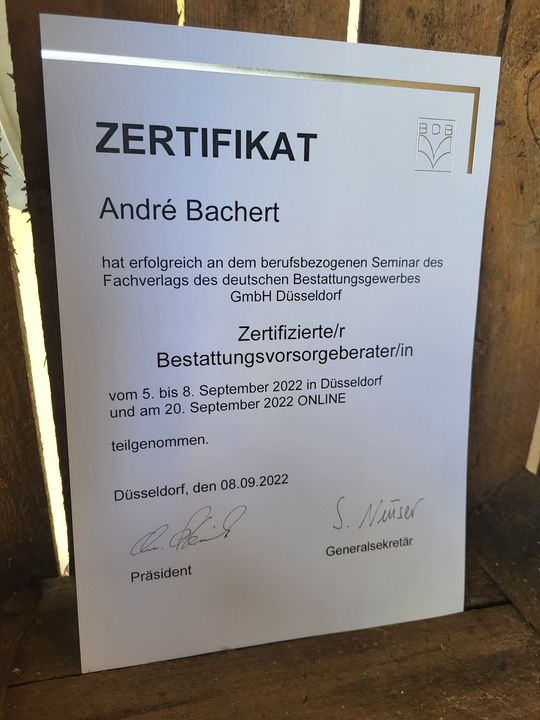 ZERTIFIKAT
BDB
André Bachert
hat erfolgreich an dem berufsbezogenen Seminar des
Fachverlags des deutschen Bestattungsgewerbes
GmbH Düsseldorf
Zertifizierte/r
Bestattungsvorsorgeberater/in
vom 5. bis 8. September 2022 in Düsseldorf
und am 20. September 2022 ONLINE
teilgenommen.
Düsseldorf, den 08.09.2022
S. Neuser
Präsident
Generalsekretär